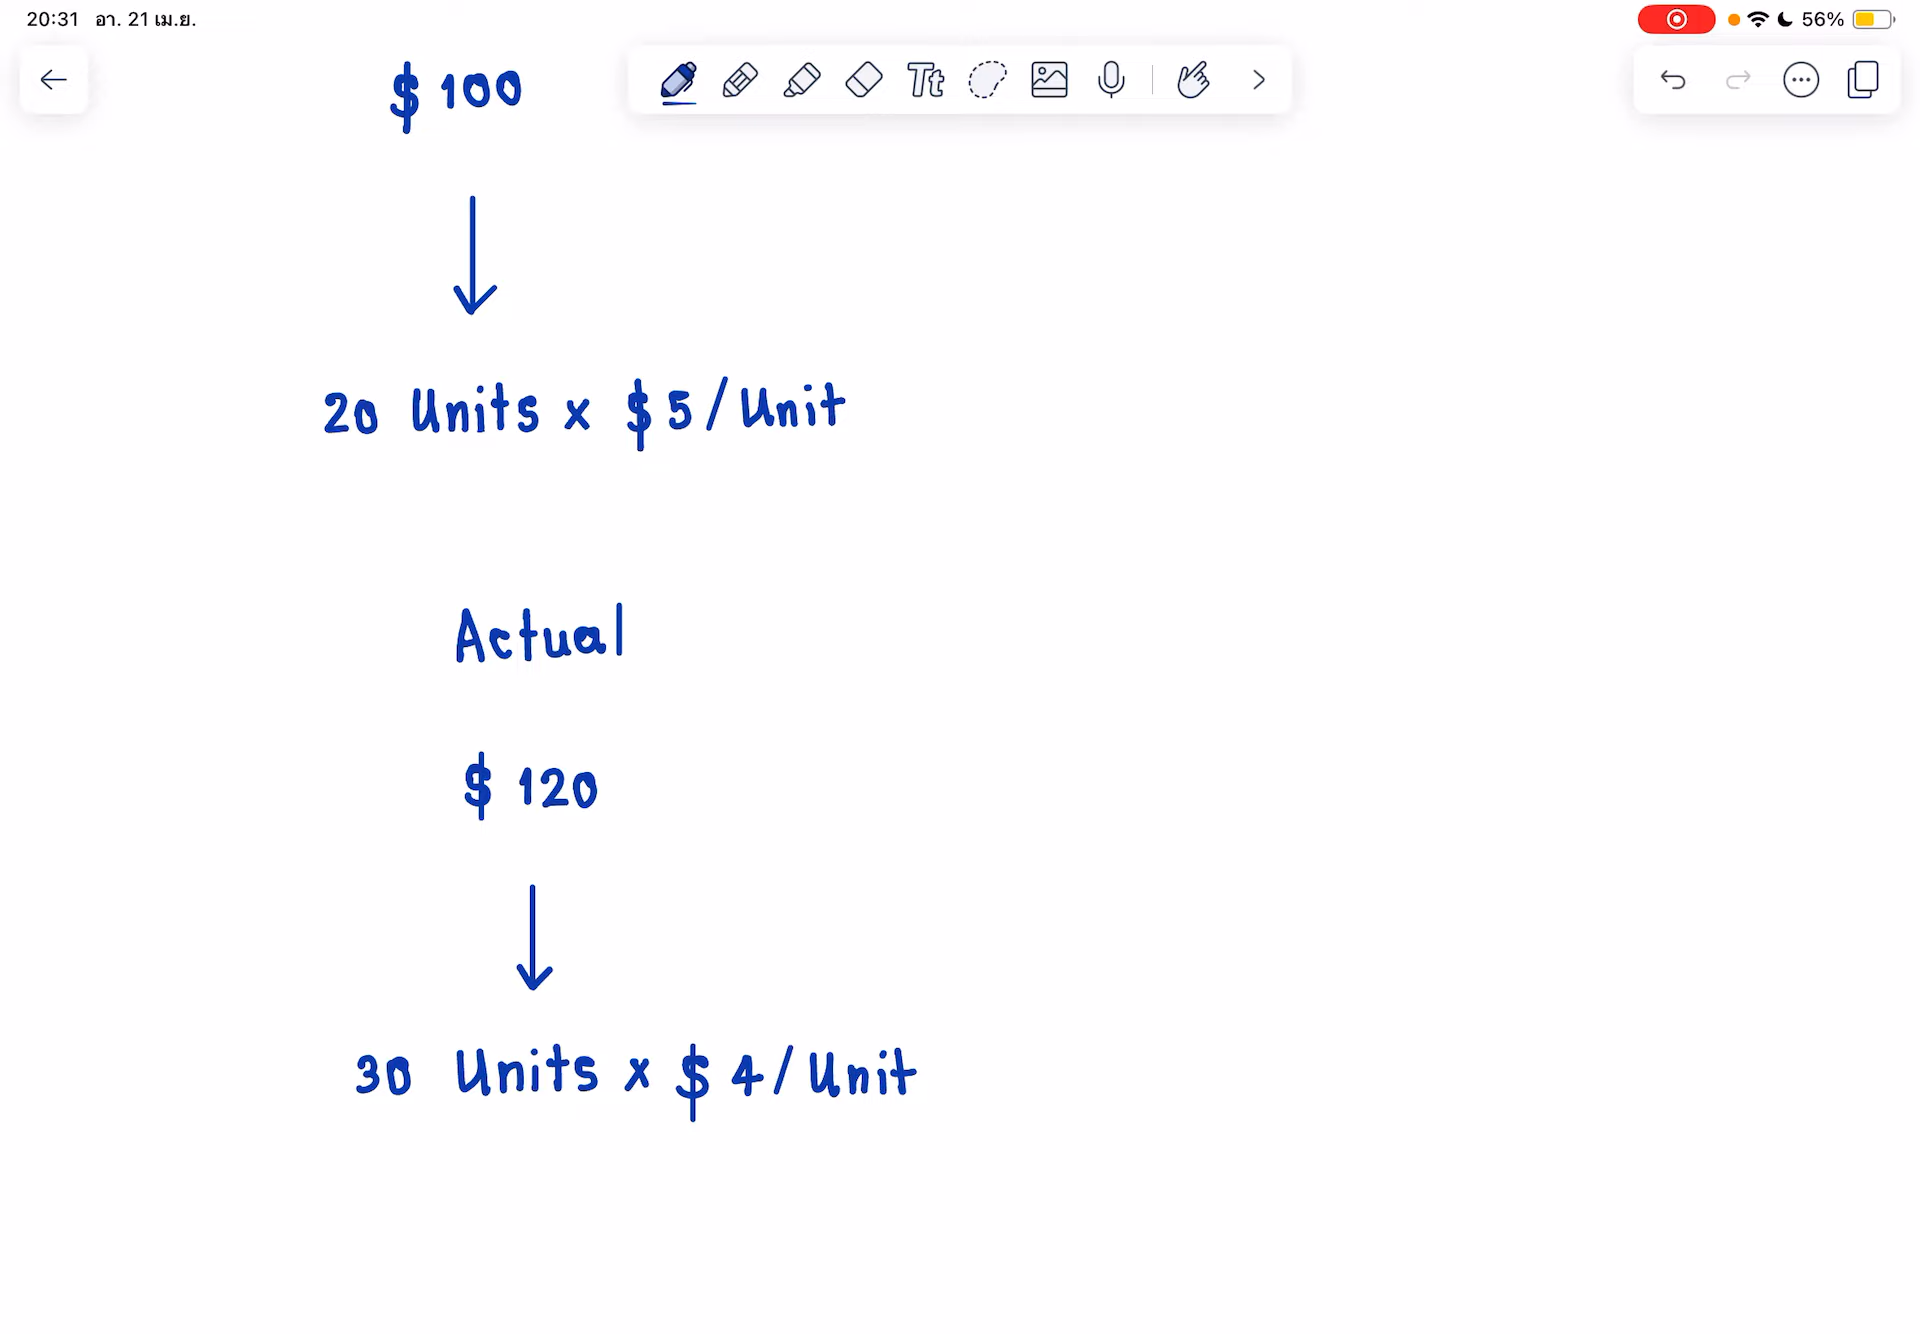 20:31 อา. 21 เม.ย. 56%
Tt
$ 100
20 Units x $5/Unit
Actual
$ 120
30 Units x $ 4/Unit